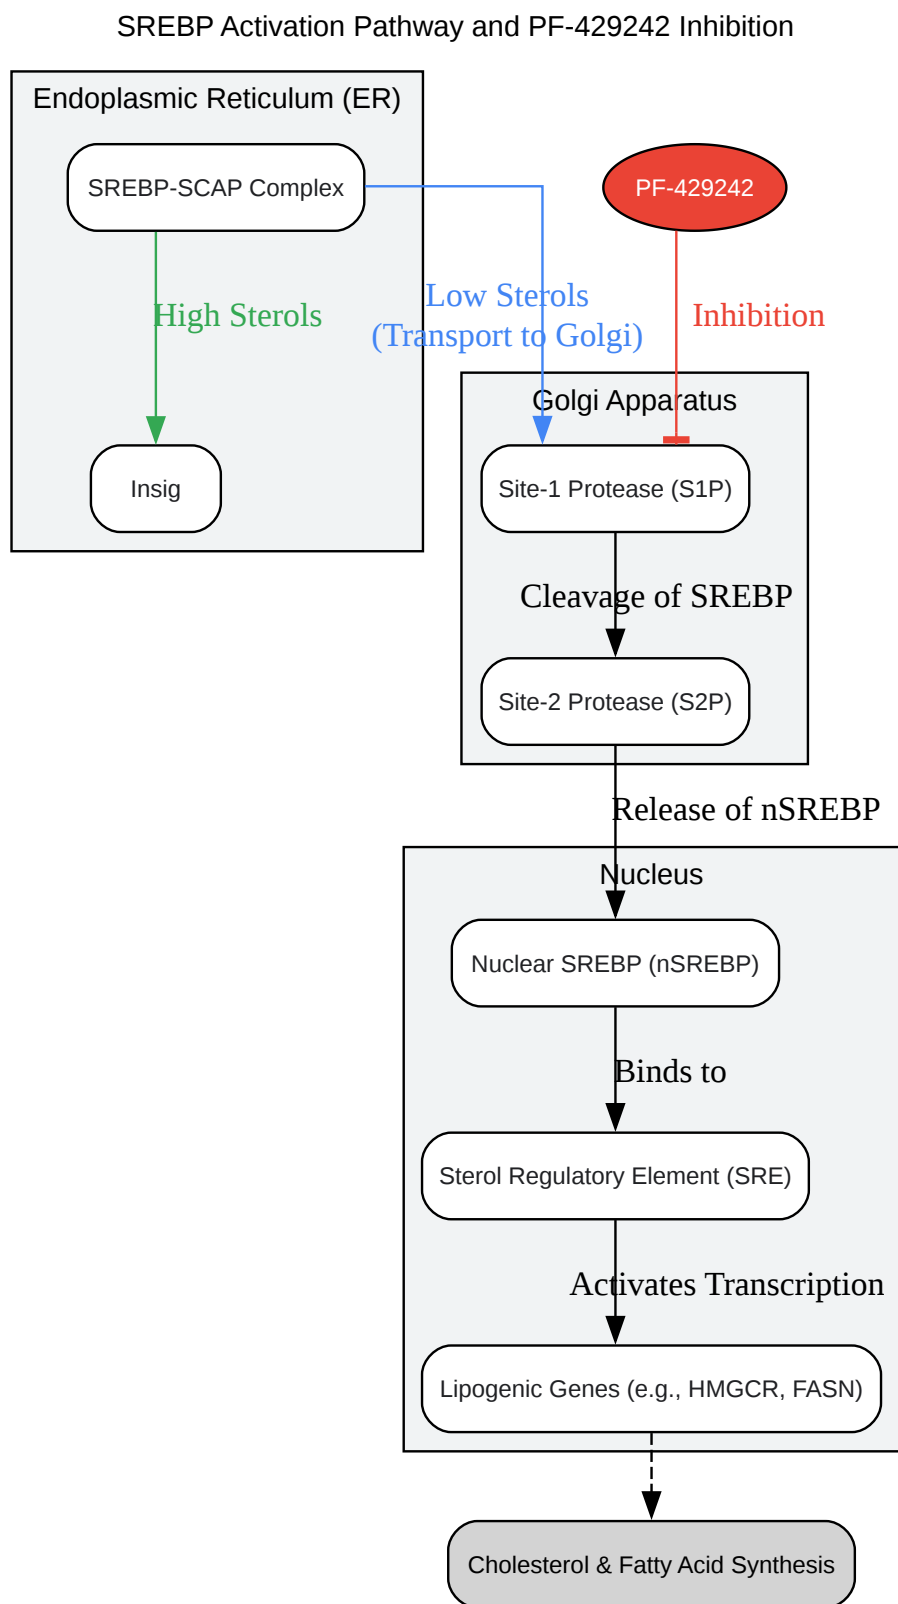 SREBP Activation Pathway and PF-429242 Inhibition
Endoplasmic Reticulum (ER)
SREBP-SCAP Complex
PF-429242
High Sterols
Low Sterols
(Transport to Golgi)
Inhibition
Golgi Apparatus
Insig
Site-1 Protease (S1P)
Cleavage of SREBP
Site-2 Protease (S2P)
Release of nSREBP
Nucleus
Nuclear SREBP (nSREBP)
Binds to
Sterol Regulatory Element (SRE)
Activates Transcription
Lipogenic Genes (e.g., HMGCR, FASN)
Cholesterol & Fatty Acid Synthesis